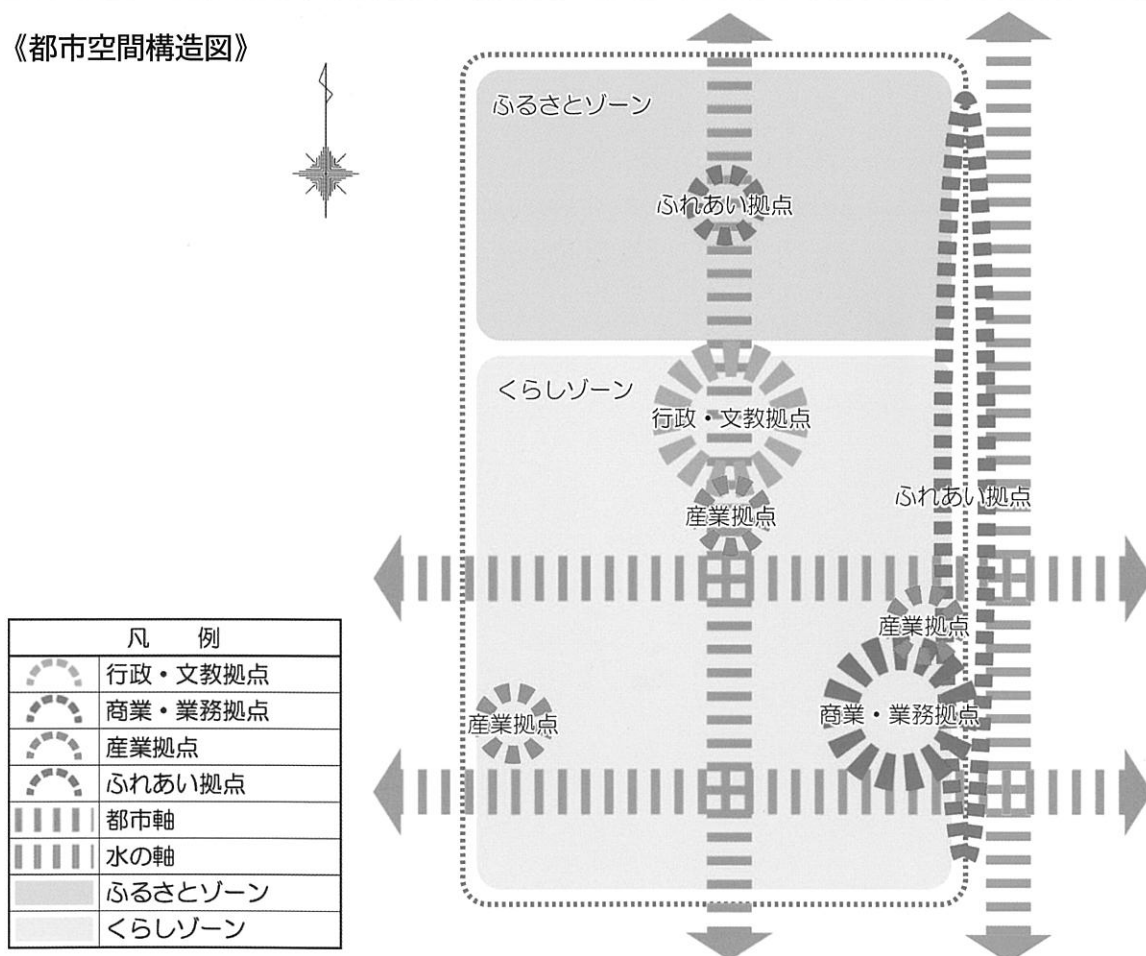 《都市空間構造図》
ふるさとゾーン
ふれあい拠点
くらしゾーン
行政・文教拠点
産業拠点
ふれあい拠点
産業拠点
産業拠点
商業・業務拠点
凡 例
行政・文教拠点
商業・業務拠点
産業拠点
ふれあい拠点
都市軸
水の軸
ふるさとゾーン
くらしゾーン